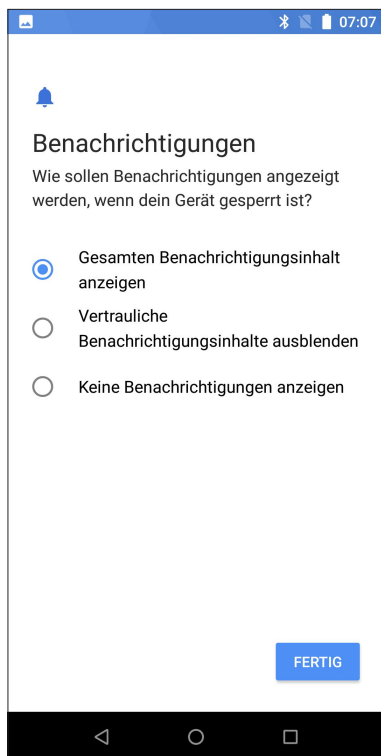 07:07
Benachrichtigungen
Wie sollen Benachrichtigungen angezeigt
werden, wenn dein Gerät gesperrt ist?
Gesamten Benachrichtigungsinhalt
anzeigen
Vertrauliche
Benachrichtigungsinhalte ausblenden
Keine Benachrichtigungen anzeigen
FERTIG